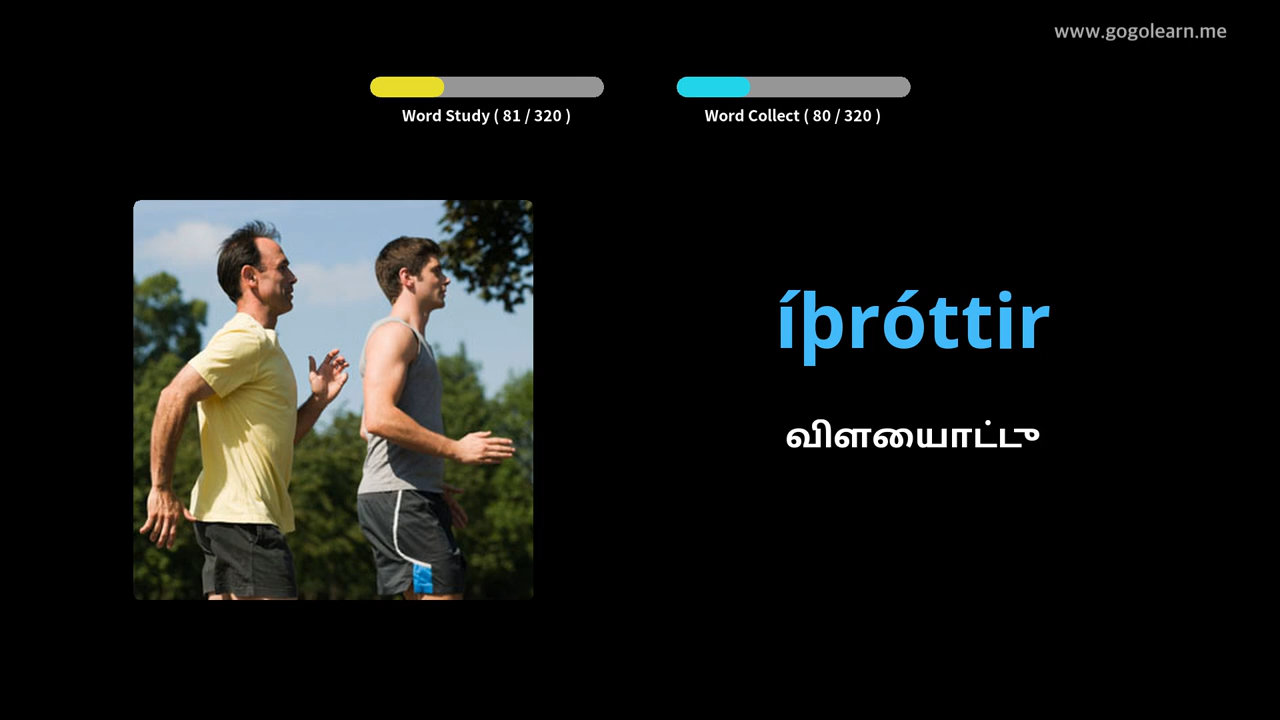 www.gogolearn.me
Word Study ( 81 / 320 )
Word Collect ( 80 / 320 )
íþróttir
விளையாட்டு